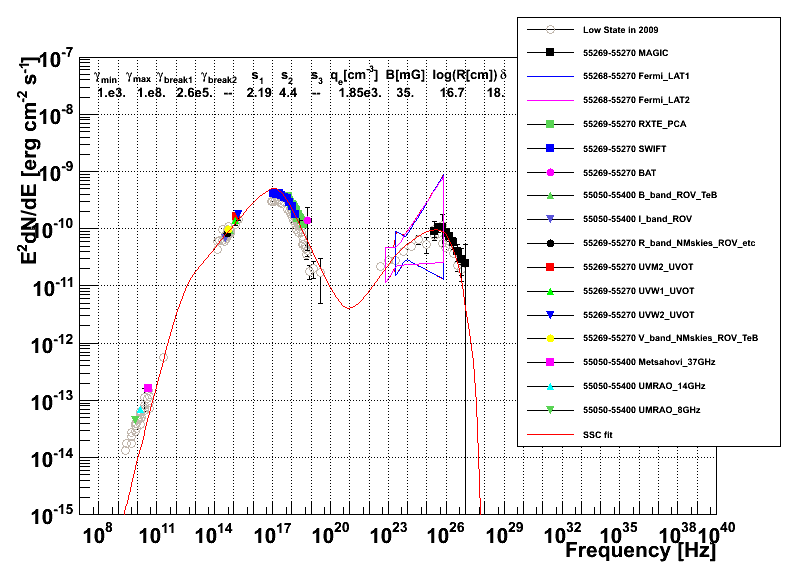 γmin γmax γbreak1 γbreak2 s1 s2 s3 qe[cm-3] B[mG] log(R[cm]) δ
1.e3. 1.e8. 2.6e5. -- 2.19 4.4 -- 1.85e3. 35. 16.7 18.
E2dN/dE [erg cm-2 s-1]
10-7
10-8
10-9
10-10
10-11
10-12
10-13
10-14
10-15
108 1011 1014 1017 1020 1023 1026 1029 1032 1035 1038 1040
Frequency [Hz]
Low State in 2009
55269-55270 MAGIC
55268-55270 Fermi_LAT1
55268-55270 Fermi_LAT2
55269-55270 RXTE_PCA
55269-55270 SWIFT
55269-55270 BAT
55050-55400 B_band_ROV_TeB
55050-55400 I_band_ROV
55269-55270 R_band_NMskies_ROV_etc
55269-55270 UVM2_UVOT
55269-55270 UVW1_UVOT
55269-55270 UVW2_UVOT
55269-55270 V_band_NMskies_ROV_TeB
55050-55400 Metsahovi_37GHz
55050-55400 UMRAO_14GHz
55050-55400 UMRAO_8GHz
SSC fit